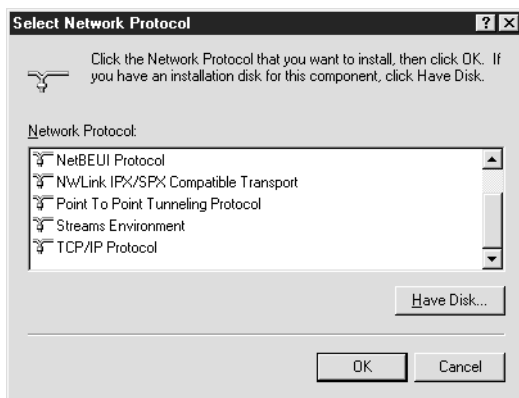 Select Network Protocol
Click the Network Protocol that you want to install, then click OK. If
you have an installation disk for this component, click Have Disk.
Network Protocol:
NetBEUI Protocol
NWLink IPX/SPX Compatible Transport
Point To Point Tunneling Protocol
Streams Environment
TCP/IP Protocol
Have Disk...
OK
Cancel